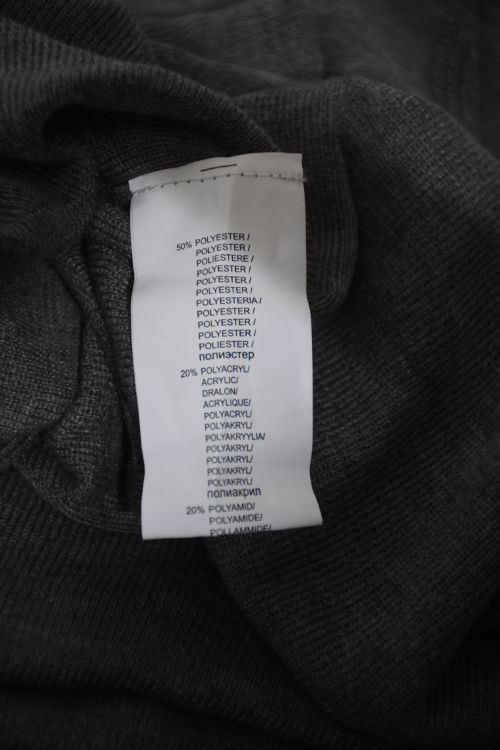 50% POLYESTER /
POLYESTER /
POLIESTERE /
POLYESTER /
POLYESTER /
POLYESTER /
POLYESTERIA /
POLYESTER /
POLYESTER /
POLYESTER /
POLIESTER /
полиэстер
20% POLYACRYL/
ACRYLIC/
DRALON/
ACRYLIQUE/
POLYACRYL/
POLYAKRYL/
POLYAKRYYLIA/
POLYAKRYL/
POLYAKRYL/
POLYAKRYL/
POLYAKRYL/
полиакрил
20% POLYAMID/
POLYAMIDE/
POLLAMMIDE/